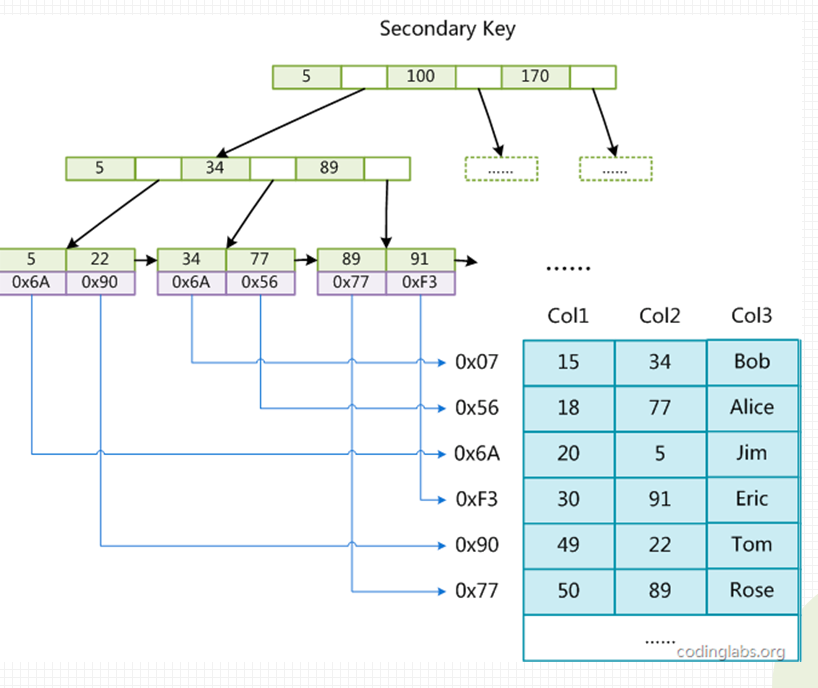 Secondary Key
5 100 170
5 34 89
...... ......
5 22 34 77 89 91
0x6A 0x90 0x6A 0x56 0x77 0xF3
......
Col1 Col2 Col3
0x07 15 34 Bob
0x56 18 77 Alice
0x6A 20 5 Jim
0xF3 30 91 Eric
0x90 49 22 Tom
0x77 50 89 Rose
......
codinglabs.org